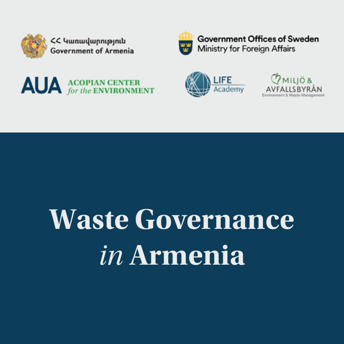 ՀՀ Կառավարություն
Government of Armenia
Government Offices of Sweden
Ministry for Foreign Affairs
AUA
ACOPIAN CENTER
for the ENVIRONMENT
LIFE
Academy
MILJÖ &
AVFALLSBYRÅN
Environment & Waste Management
Waste Governance
in Armenia